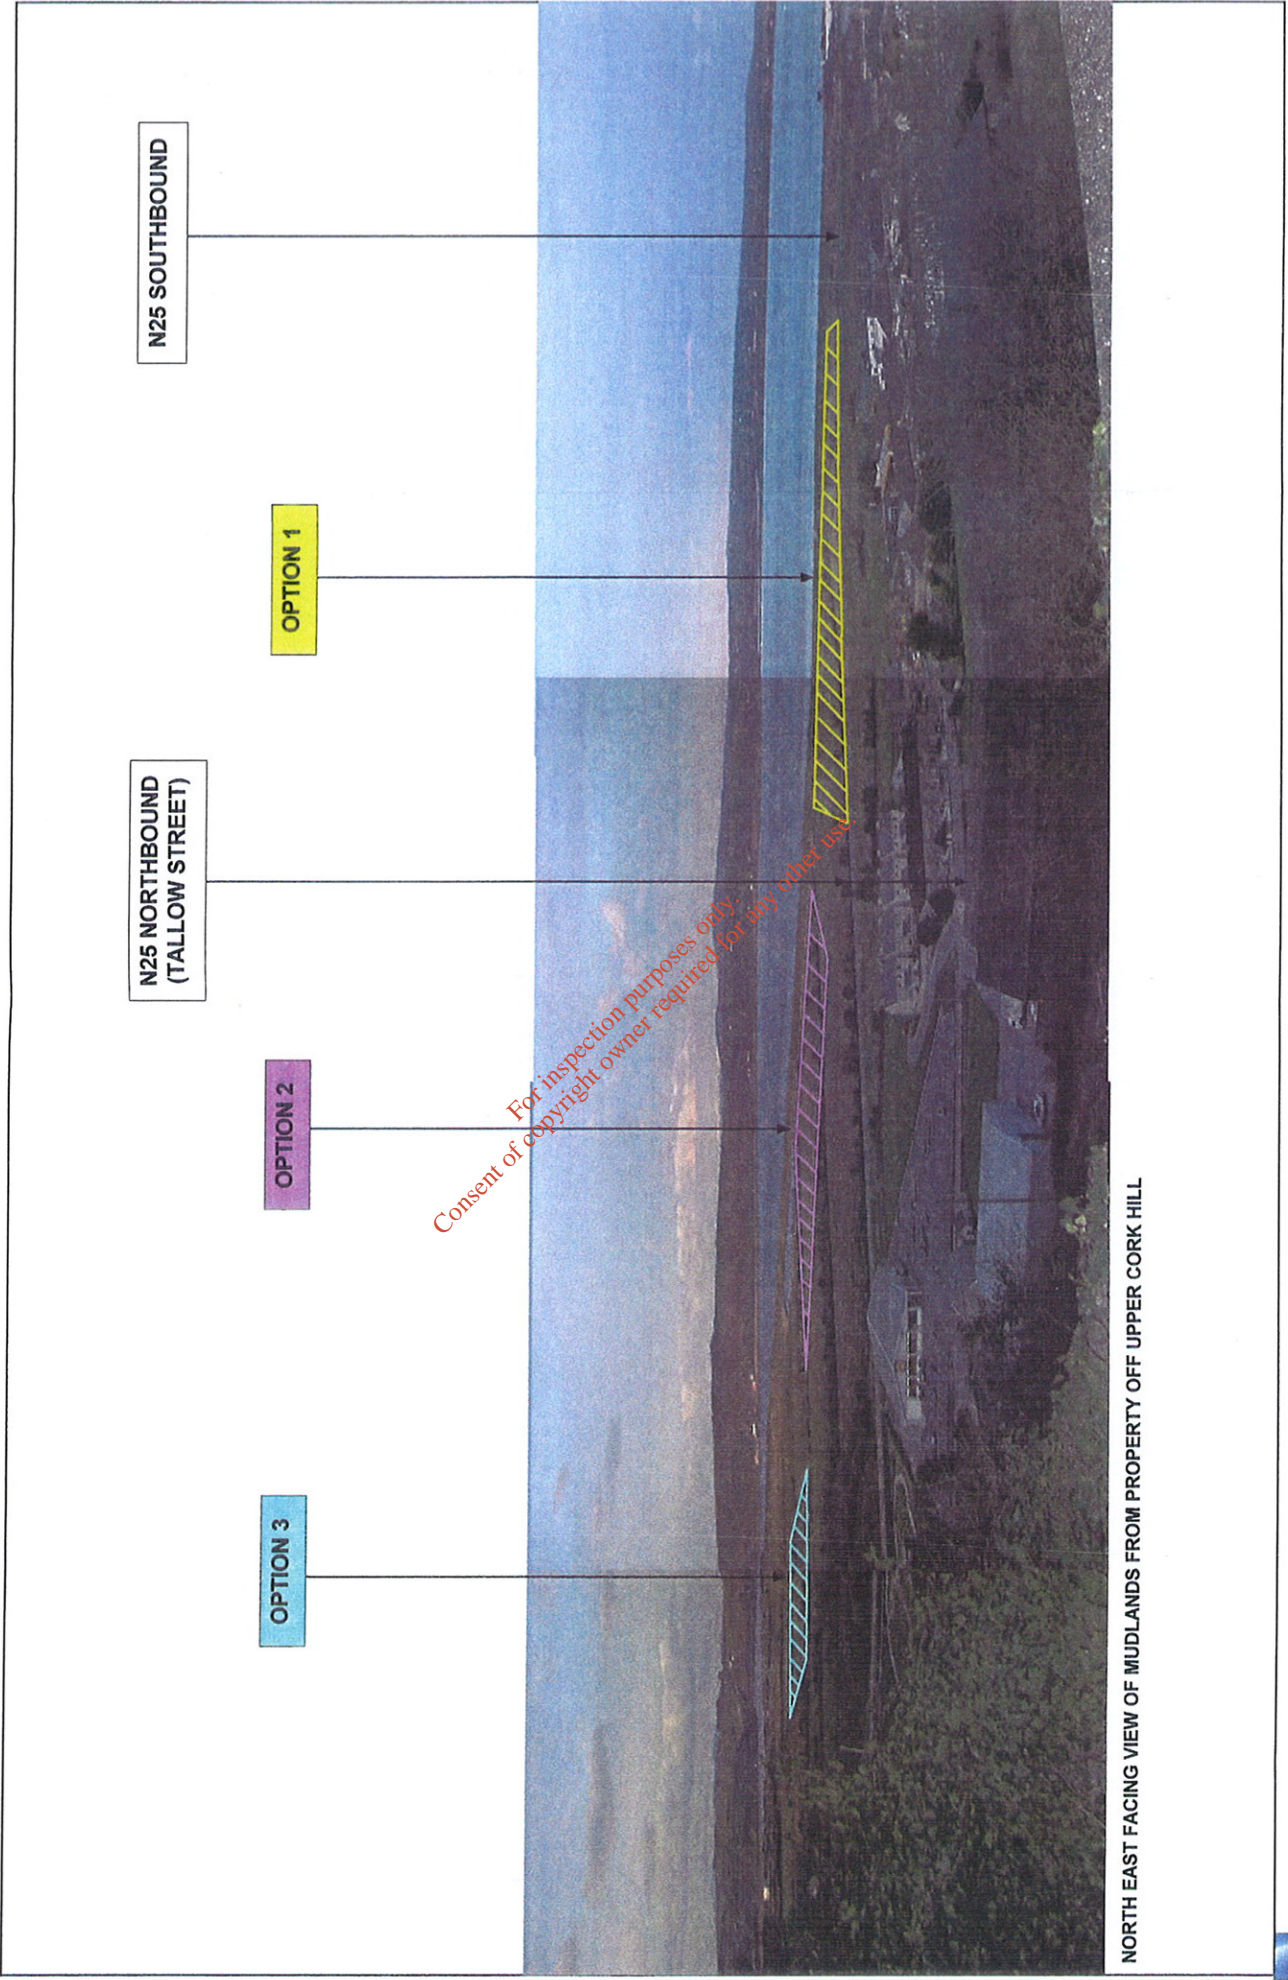 OPTION 3
OPTION 2
N25 NORTHBOUND
(TALLOW STREET)
OPTION 1
N25 SOUTHBOUND
For inspection purposes only.
Consent of copyright owner required for any other use.
NORTH EAST FACING VIEW OF MUDLANDS FROM PROPERTY OFF UPPER CORK HILL